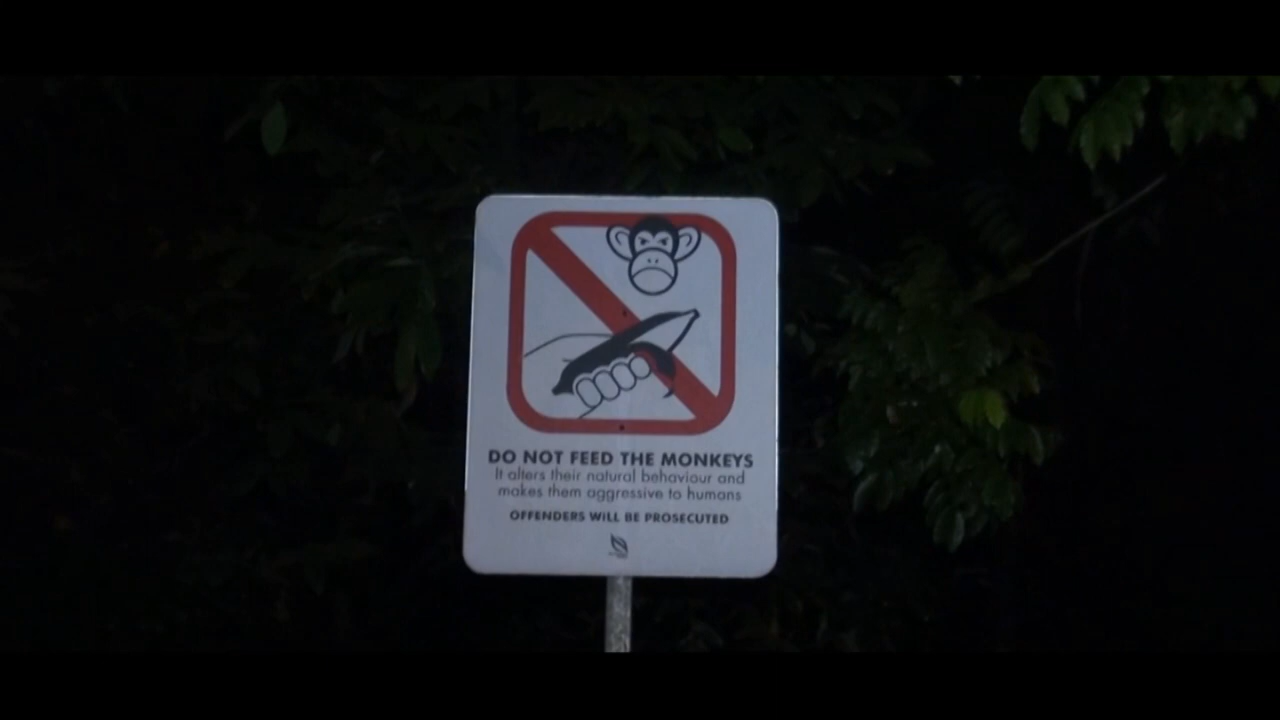 DO NOT FEED THE MONKEYS
It alters their natural behaviour and
makes them aggressive to humans
OFFENDERS WILL BE PROSECUTED